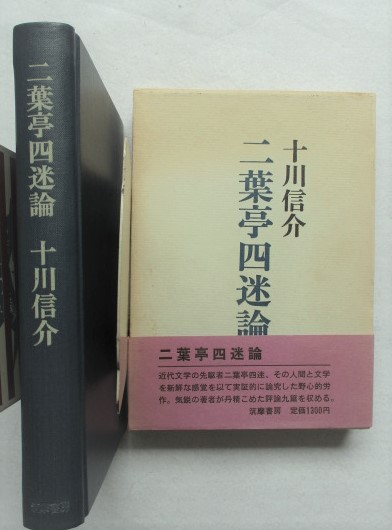 二葉亭四迷論 十川信介
筑摩書房
十川信介
二葉亭四迷論
二葉亭四迷論
近代文学の先駆者二葉亭四迷、その人間と文学
を新鮮な感覚を以て実証的に論究した野心的労
作。気鋭の著者が丹精こめた評論九篇を収める。
筑摩書房 定価1300円